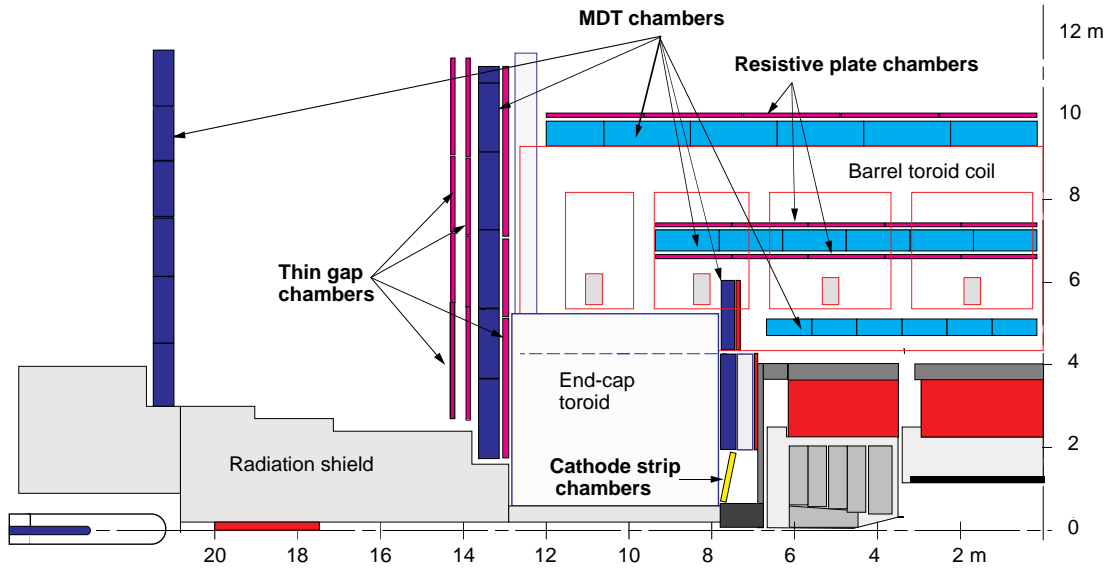 MDT chambers
12 m
Resistive plate chambers
10
Barrel toroid coil
8
Thin gap
chambers
6
4
End-cap
toroid
2
Radiation shield
Cathode strip
chambers
0
20 18 16 14 12 10 8 6 4 2 m